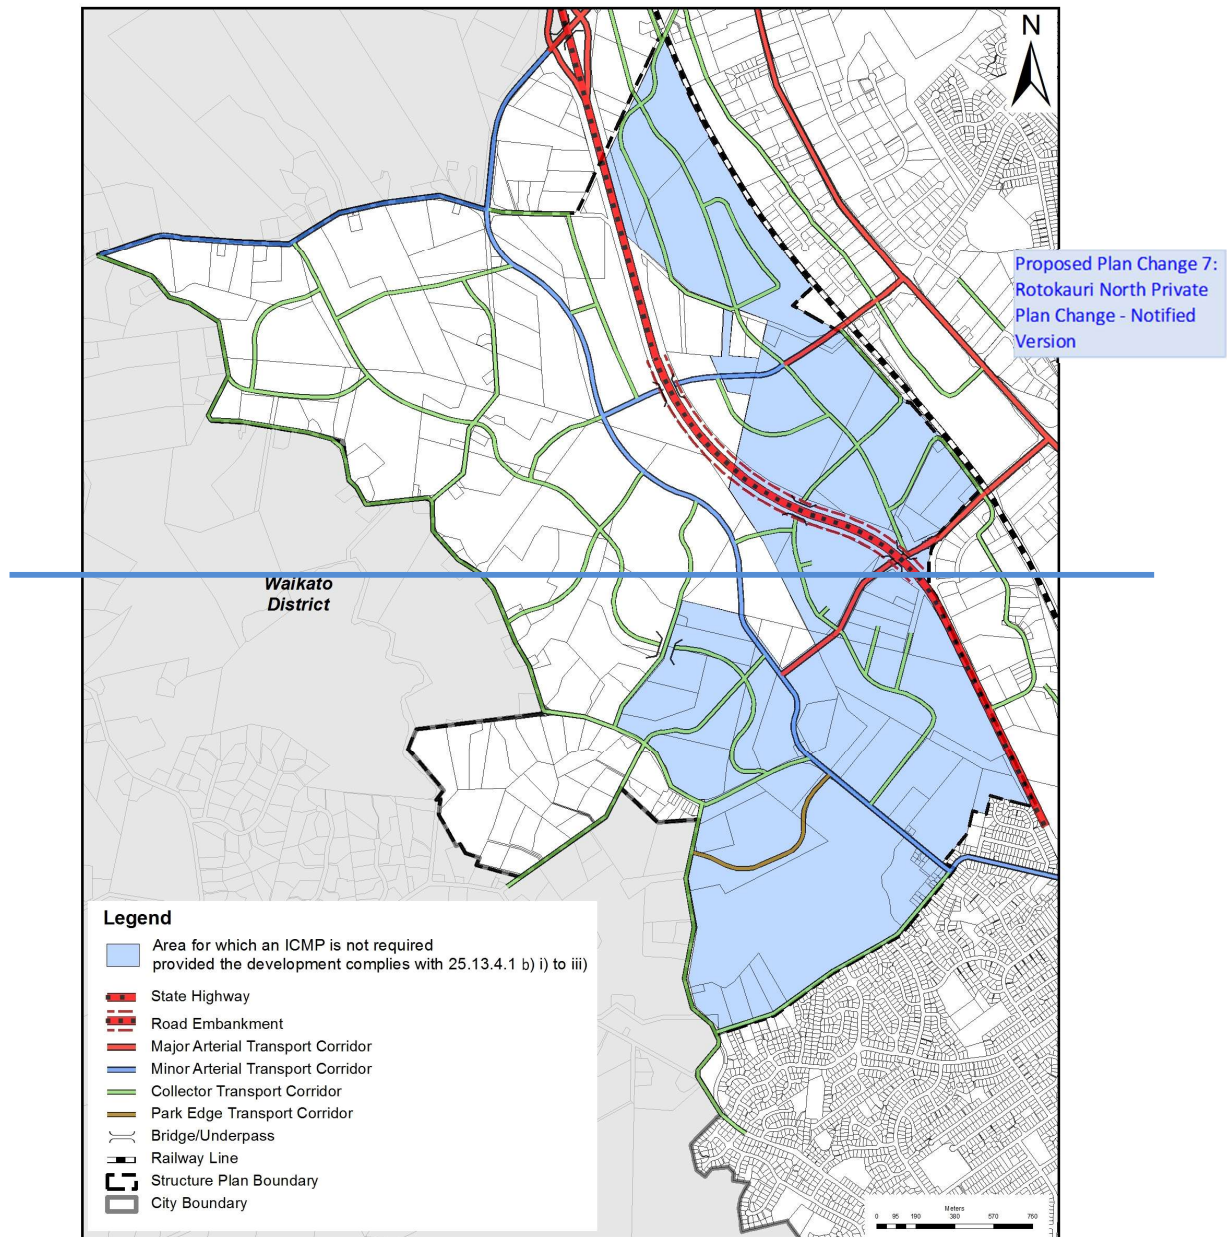 N
Proposed Plan Change 7:
Rotokauri North Private
Plan Change - Notified
Version
Waikato
District
Legend
Area for which an ICMP is not required
provided the development complies with 25.13.4.1 b) i) to iii)
State Highway
Road Embankment
Major Arterial Transport Corridor
Minor Arterial Transport Corridor
Collector Transport Corridor
Park Edge Transport Corridor
Bridge/Underpass
Railway Line
Structure Plan Boundary
City Boundary
Meters
0 95 190 380 570 760